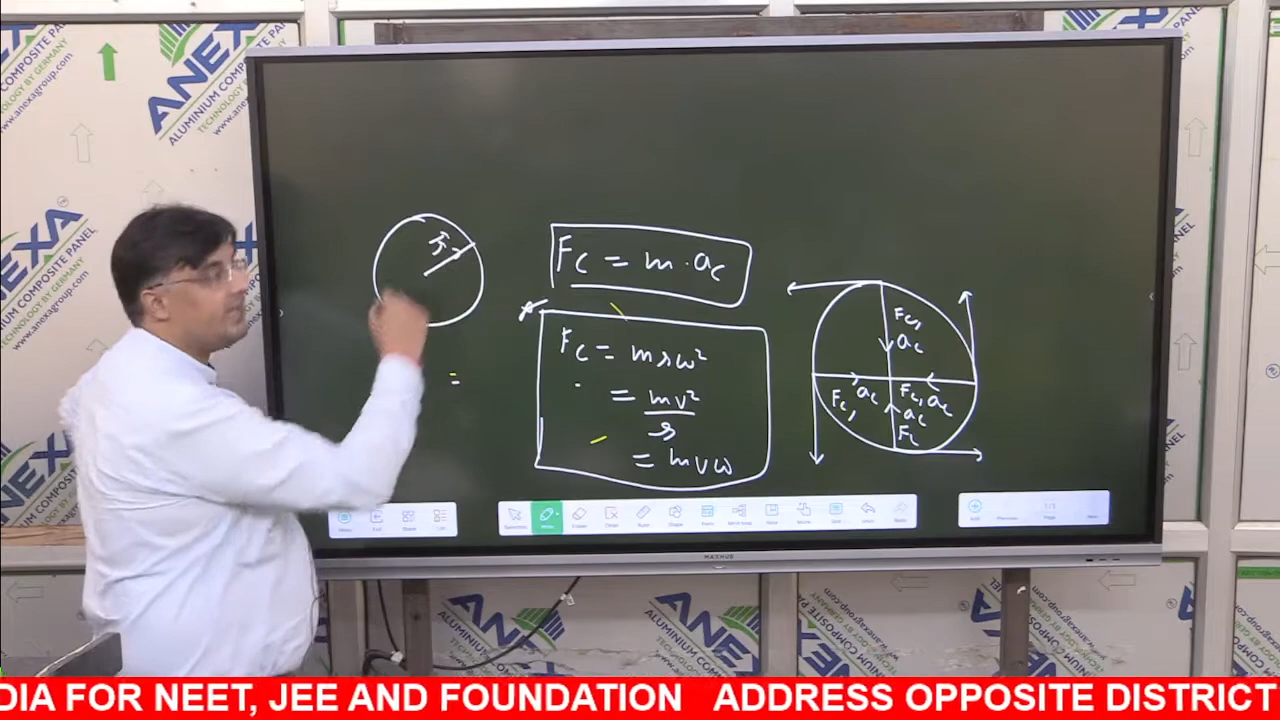 ANEXA
ALUMINIUM COMPOSITE PANEL
TECHNOLOGY BY GERMANY
www.anexagroup.com
r⃗
Fc = m · ac
Fc = mrω²
= mv²
r
= mvω
Fc,
ac
Fc, ac
Fc, ac
ac
Fc
MAXHUB
DIA FOR NEET, JEE AND FOUNDATION ADDRESS OPPOSITE DISTRICT